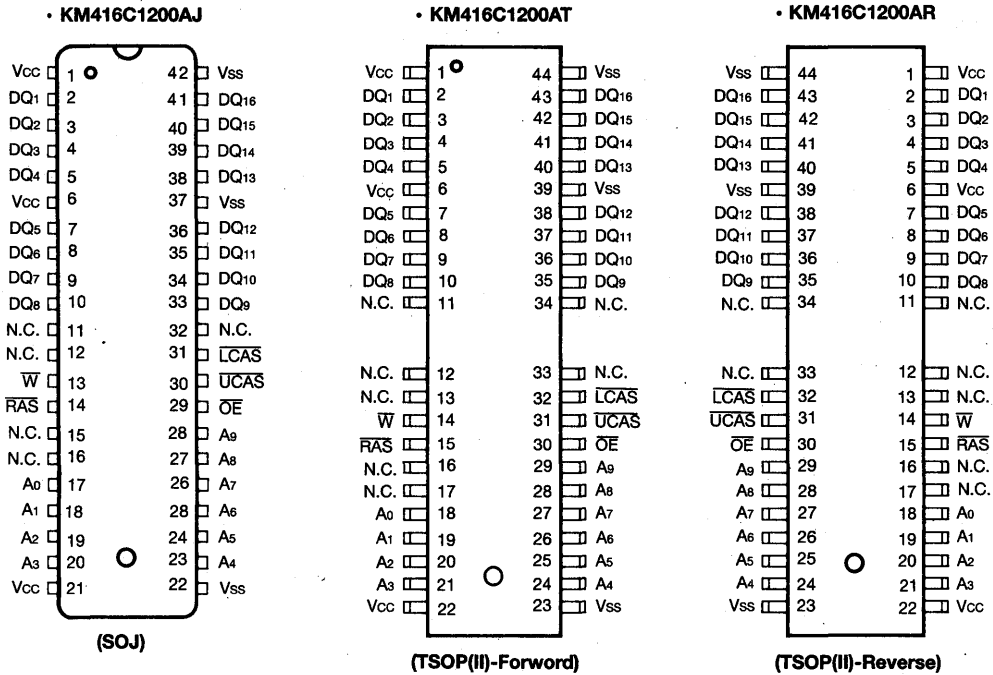 • KM416C1200AJ
Vcc 1 42 Vss
DQ1 2 41 DQ16
DQ2 3 40 DQ15
DQ3 4 39 DQ14
DQ4 5 38 DQ13
Vcc 6 37 Vss
DQ5 7 36 DQ12
DQ6 8 35 DQ11
DQ7 9 34 DQ10
DQ8 10 33 DQ9
N.C. 11 32 N.C.
N.C. 12 31 LCAS
W 13 30 UCAS
RAS 14 29 OE
N.C. 15 28 A9
N.C. 16 27 A8
A0 17 26 A7
A1 18 28 A6
A2 19 24 A5
A3 20 23 A4
Vcc 21 22 Vss
(SOJ)
• KM416C1200AT
Vcc 1 44 Vss
DQ1 2 43 DQ16
DQ2 3 42 DQ15
DQ3 4 41 DQ14
DQ4 5 40 DQ13
Vcc 6 39 Vss
DQ5 7 38 DQ12
DQ6 8 37 DQ11
DQ7 9 36 DQ10
DQ8 10 35 DQ9
N.C. 11 34 N.C.
N.C. 12 33 N.C.
N.C. 13 32 LCAS
W 14 31 UCAS
RAS 15 30 OE
N.C. 16 29 A9
N.C. 17 28 A8
A0 18 27 A7
A1 19 26 A6
A2 20 25 A5
A3 21 24 A4
Vcc 22 23 Vss
(TSOP(II)-Forword)
• KM416C1200AR
Vss 44 1 Vcc
DQ16 43 2 DQ1
DQ15 42 3 DQ2
DQ14 41 4 DQ3
DQ13 40 5 DQ4
Vss 39 6 Vcc
DQ12 38 7 DQ5
DQ11 37 8 DQ6
DQ10 36 9 DQ7
DQ9 35 10 DQ8
N.C. 34 11 N.C.
N.C. 33 12 N.C.
LCAS 32 13 N.C.
UCAS 31 14 W
OE 30 15 RAS
A9 29 16 N.C.
A8 28 17 N.C.
A7 27 18 A0
A6 26 19 A1
A5 25 20 A2
A4 24 21 A3
Vss 23 22 Vcc
(TSOP(II)-Reverse)